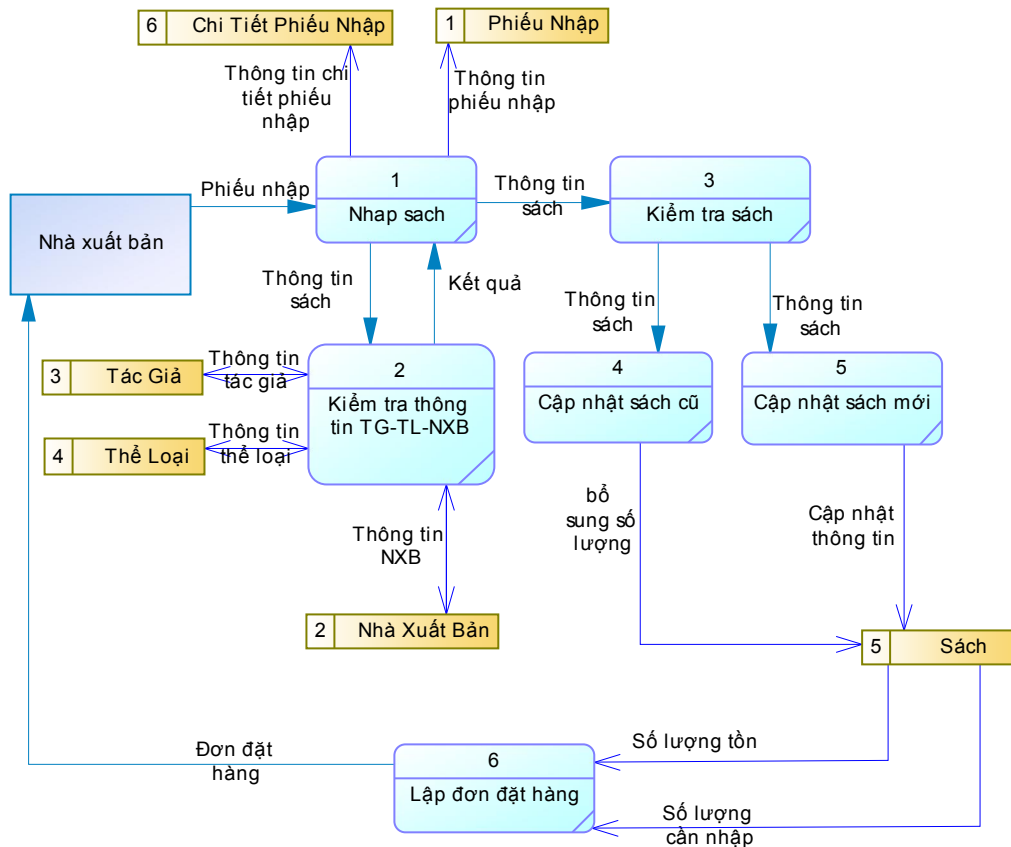 6 Chi Tiết Phiếu Nhập
1 Phiếu Nhập
Thông tin chi
tiết phiếu
nhập
Thông tin
phiếu nhập
Phiếu nhập
1
Nhap sach
Thông tin
sách
3
Kiểm tra sách
Nhà xuất bản
Thông tin
sách
Kết quả
Thông tin
sách
Thông tin
sách
3 Tác Giả
Thông tin
tác giả
2
Kiểm tra thông
tin TG-TL-NXB
4
Cập nhật sách cũ
5
Cập nhật sách mới
4 Thể Loại
Thông tin
thể loại
bổ
sung số
lượng
Cập nhật
thông tin
Thông tin
NXB
2 Nhà Xuất Bản
5 Sách
Đơn đặt
hàng
6
Lập đơn đặt hàng
Số lượng tồn
Số lượng
cần nhập